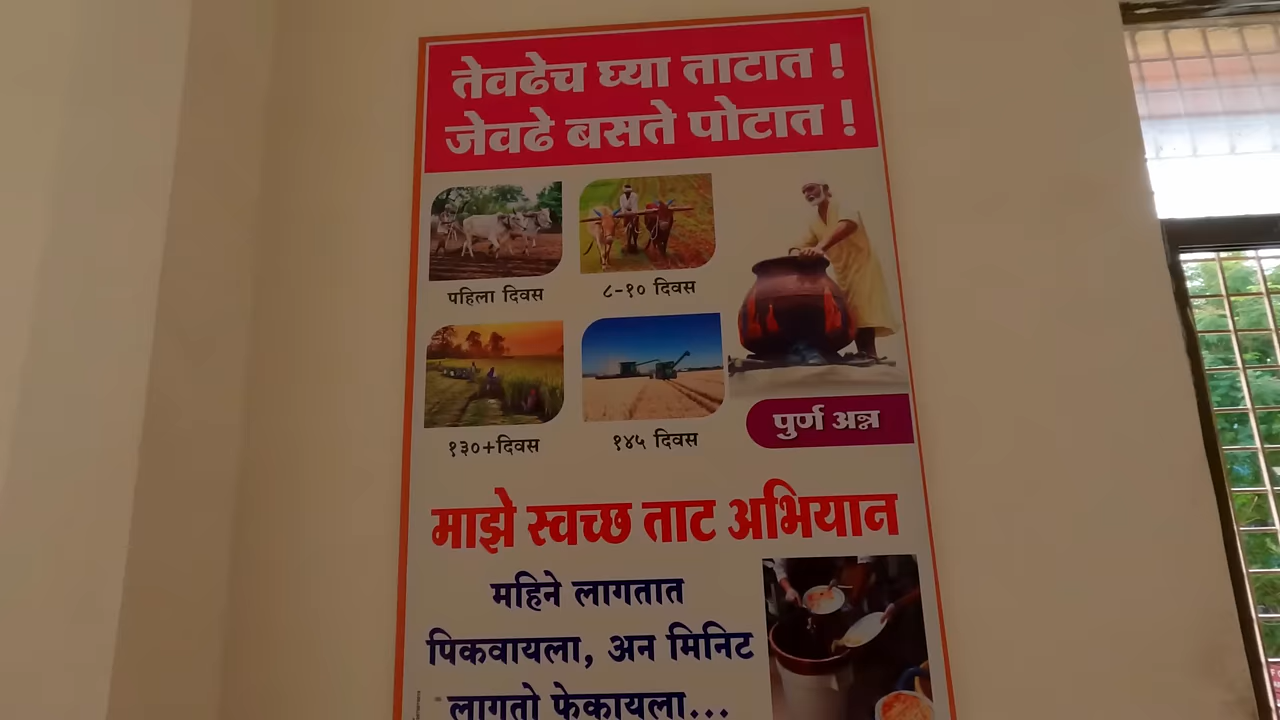 तेवढेच घ्या ताटात !
जेवढे बसते पोटात !
पहिला दिवस
८-१० दिवस
१३०+दिवस
१४५ दिवस
पुर्ण अन्न
माझे स्वच्छ ताट अभियान
महिने लागतात
पिकवायला, अन मिनिट
लागतो फेकायला...